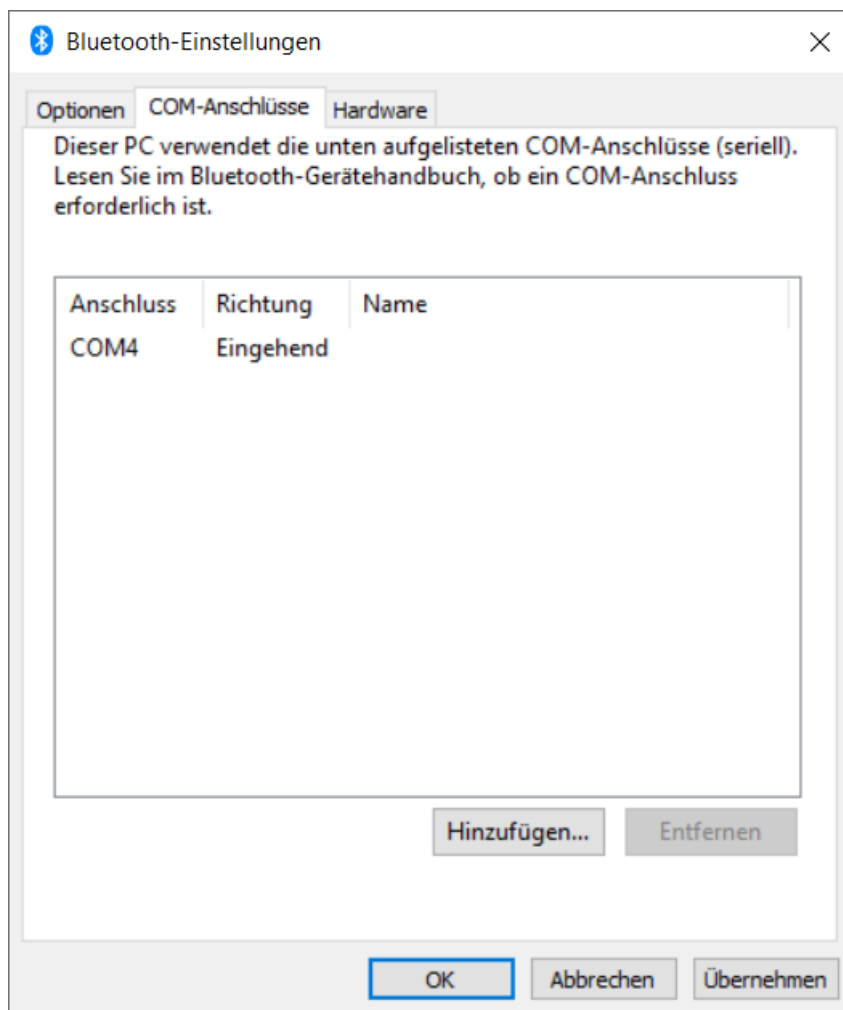 Bluetooth-Einstellungen
Optionen COM-Anschlüsse Hardware
Dieser PC verwendet die unten aufgelisteten COM-Anschlüsse (seriell).
Lesen Sie im Bluetooth-Gerätehandbuch, ob ein COM-Anschluss
erforderlich ist.
Anschluss Richtung Name
COM4 Eingehend
Hinzufügen... Entfernen
OK Abbrechen Übernehmen